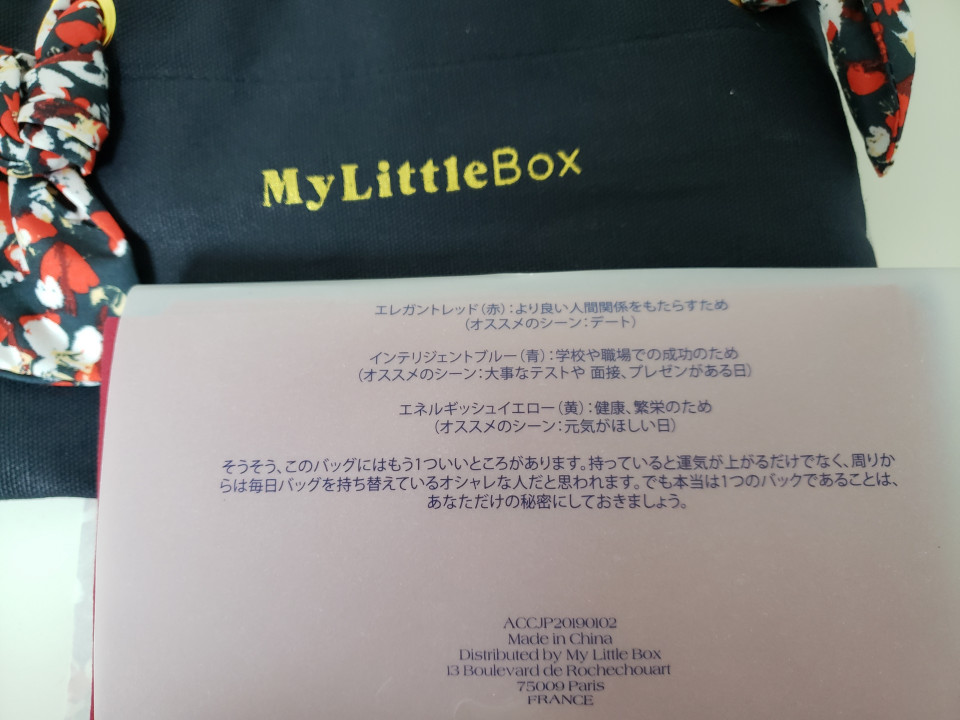 MyLittleBox
エレガントレッド（赤）：より良い人間関係をもたらすため
（オススメのシーン：デート）
インテリジェントブルー（青）：学校や職場での成功のため
（オススメのシーン：大事なテストや 面接、プレゼンがある日）
エネルギッシュイエロー（黄）：健康、繁栄のため
（オススメのシーン：元気がほしい日）
そうそう、このバッグにはもう1ついいところがあります。持っていると運気が上がるだけでなく、周りか
らは毎日バッグを持ち替えているオシャレな人だと思われます。でも本当は1つのバックであることは、
あなただけの秘密にしておきましょう。
ACCJP20190102
Made in China
Distributed by My Little Box
13 Boulevard de Rochechouart
75009 Paris
FRANCE